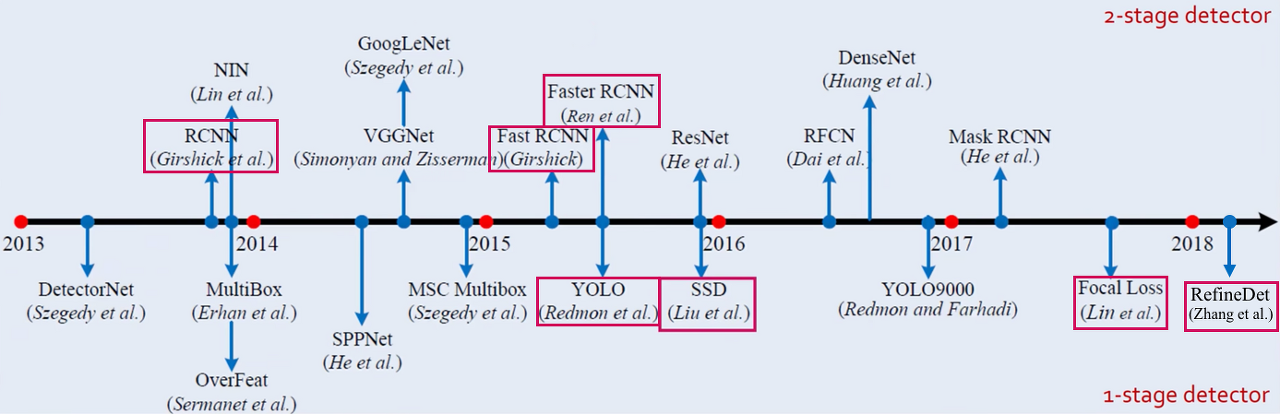 2-stage detector
GoogLeNet
(Szegedy et al.)
DenseNet
(Huang et al.)
NIN
(Lin et al.)
Faster RCNN
(Ren et al.)
RCNN
(Girshick et al.)
VGGNet
(Simonyan and Zisserman)
Fast RCNN
(Girshick)
ResNet
(He et al.)
RFCN
(Dai et al.)
Mask RCNN
(He et al.)
2013
2014
2015
2016
2017
2018
DetectorNet
(Szegedy et al.)
MultiBox
(Erhan et al.)
MSC Multibox
(Szegedy et al.)
YOLO
(Redmon et al.)
SSD
(Liu et al.)
YOLO9000
(Redmon and Farhadi)
Focal Loss
(Lin et al.)
RefineDet
(Zhang et al.)
SPPNet
(He et al.)
OverFeat
(Sermanet et al.)
1-stage detector